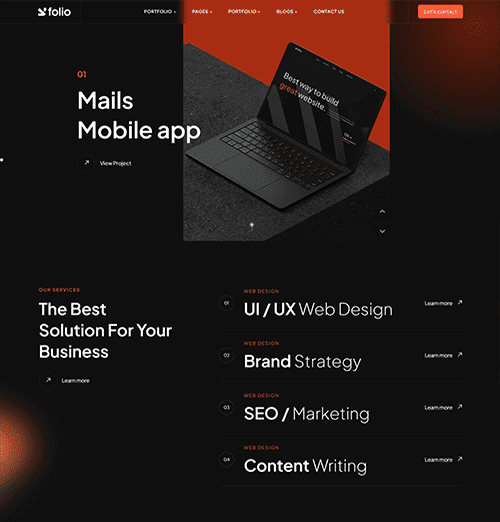 folio
PORTFOLIO +
PAGES +
PORTFOLIO +
BLOGS +
CONTACT US
Let's contact
01
Mails
Mobile app
View Project
Best way to build
great website.
OUR SERVICES
The Best
Solution For Your
Business
Learn more
WEB DESIGN
01
UI / UX Web Design
Learn more
WEB DESIGN
02
Brand Strategy
Learn more
WEB DESIGN
03
SEO / Marketing
Learn more
WEB DESIGN
04
Content Writing
Learn more